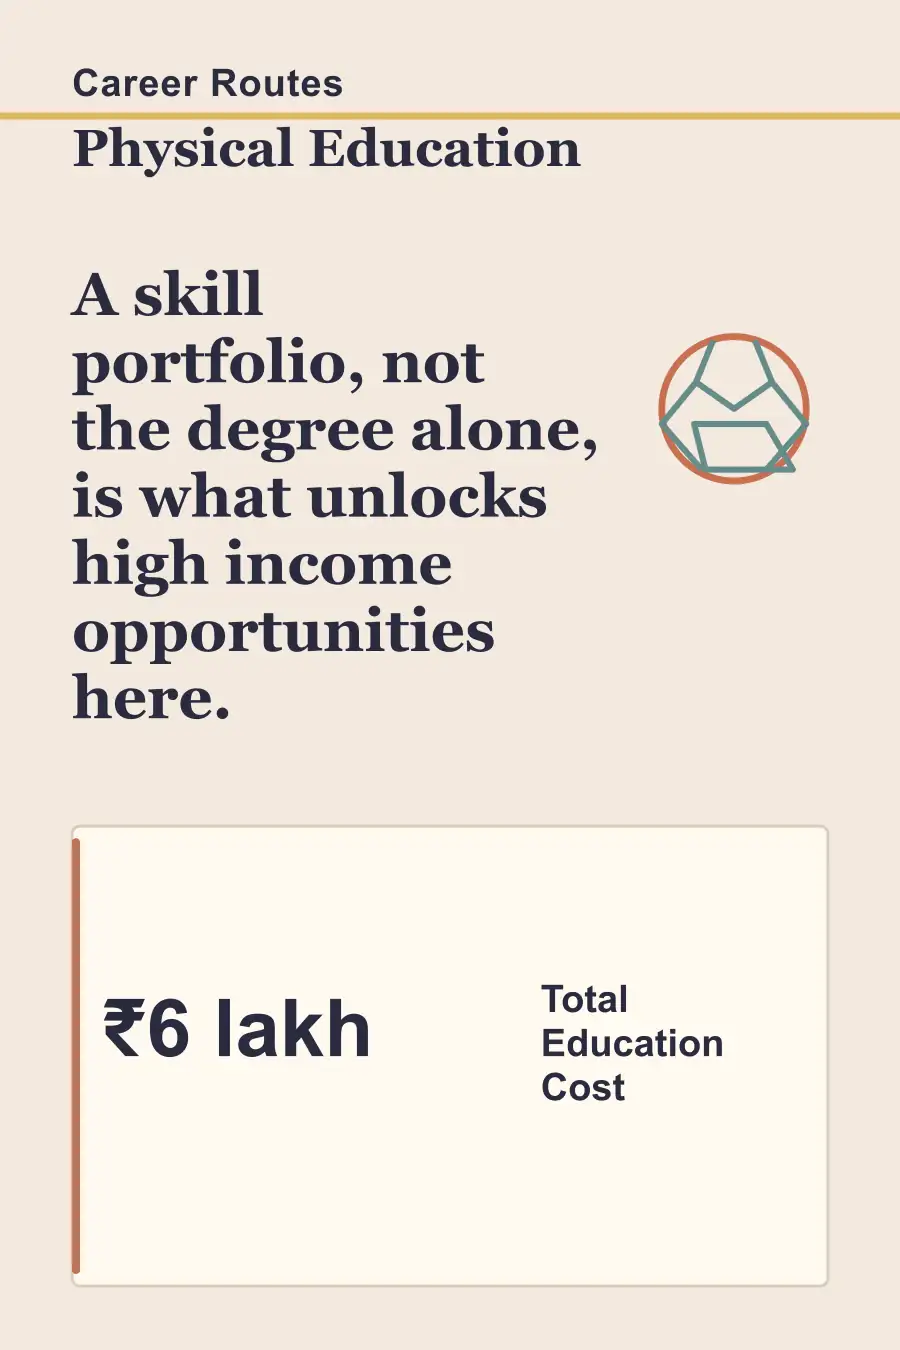 Career Routes
Physical Education
A skill
portfolio, not
the degree alone,
is what unlocks
high income
opportunities
here.
₹6 lakh
Total
Education
Cost